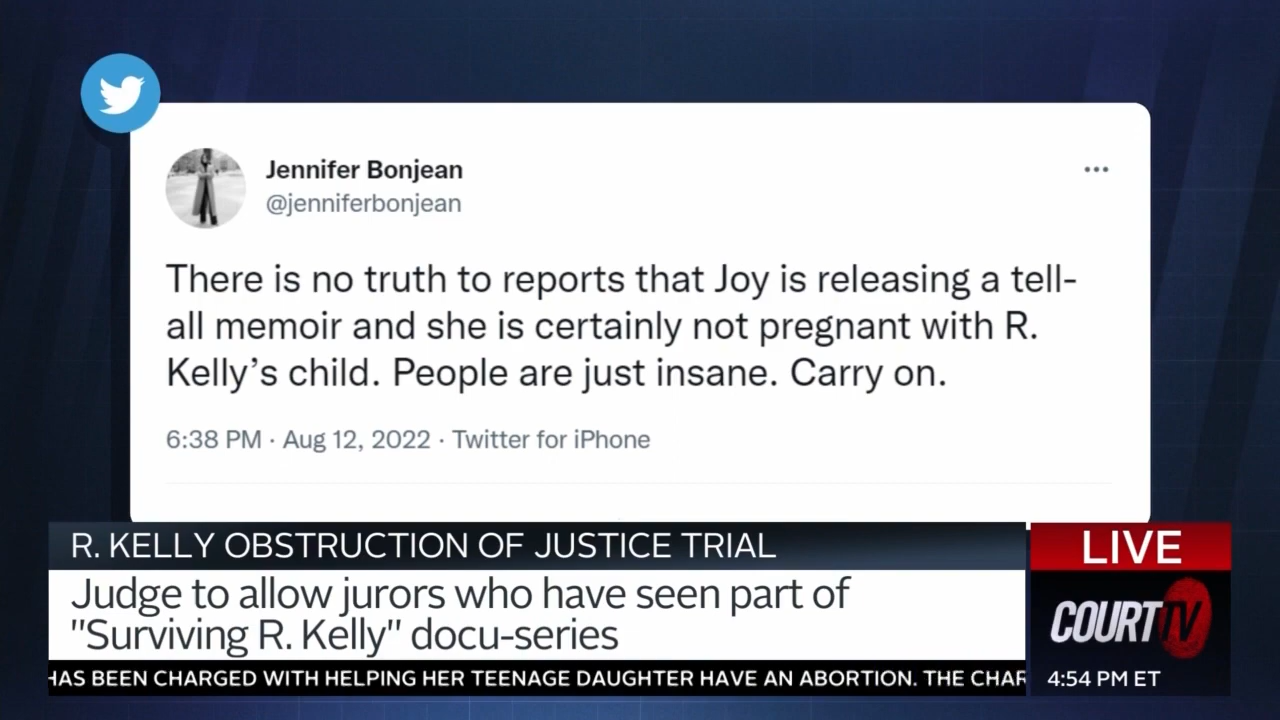 Jennifer Bonjean
@jenniferbonjean
There is no truth to reports that Joy is releasing a tell-
all memoir and she is certainly not pregnant with R.
Kelly’s child. People are just insane. Carry on.
6:38 PM · Aug 12, 2022 · Twitter for iPhone
R. KELLY OBSTRUCTION OF JUSTICE TRIAL
Judge to allow jurors who have seen part of
"Surviving R. Kelly" docu-series
LIVE
COURT TV
HAS BEEN CHARGED WITH HELPING HER TEENAGE DAUGHTER HAVE AN ABORTION. THE CHAR
4:54 PM ET